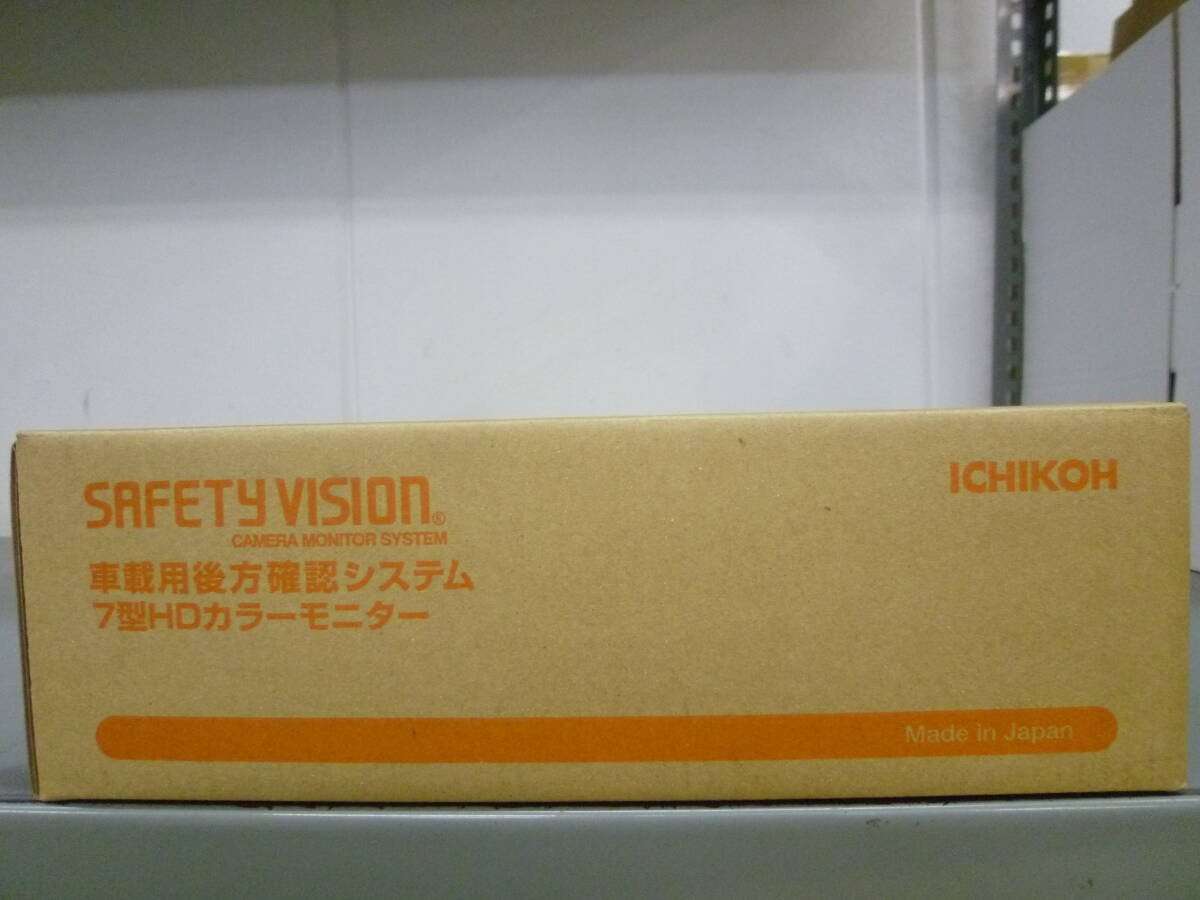 SAFETY VISION®
CAMERA MONITOR SYSTEM
車載用後方確認システム
7型HDカラーモニター
ICHIKOH
Made in Japan